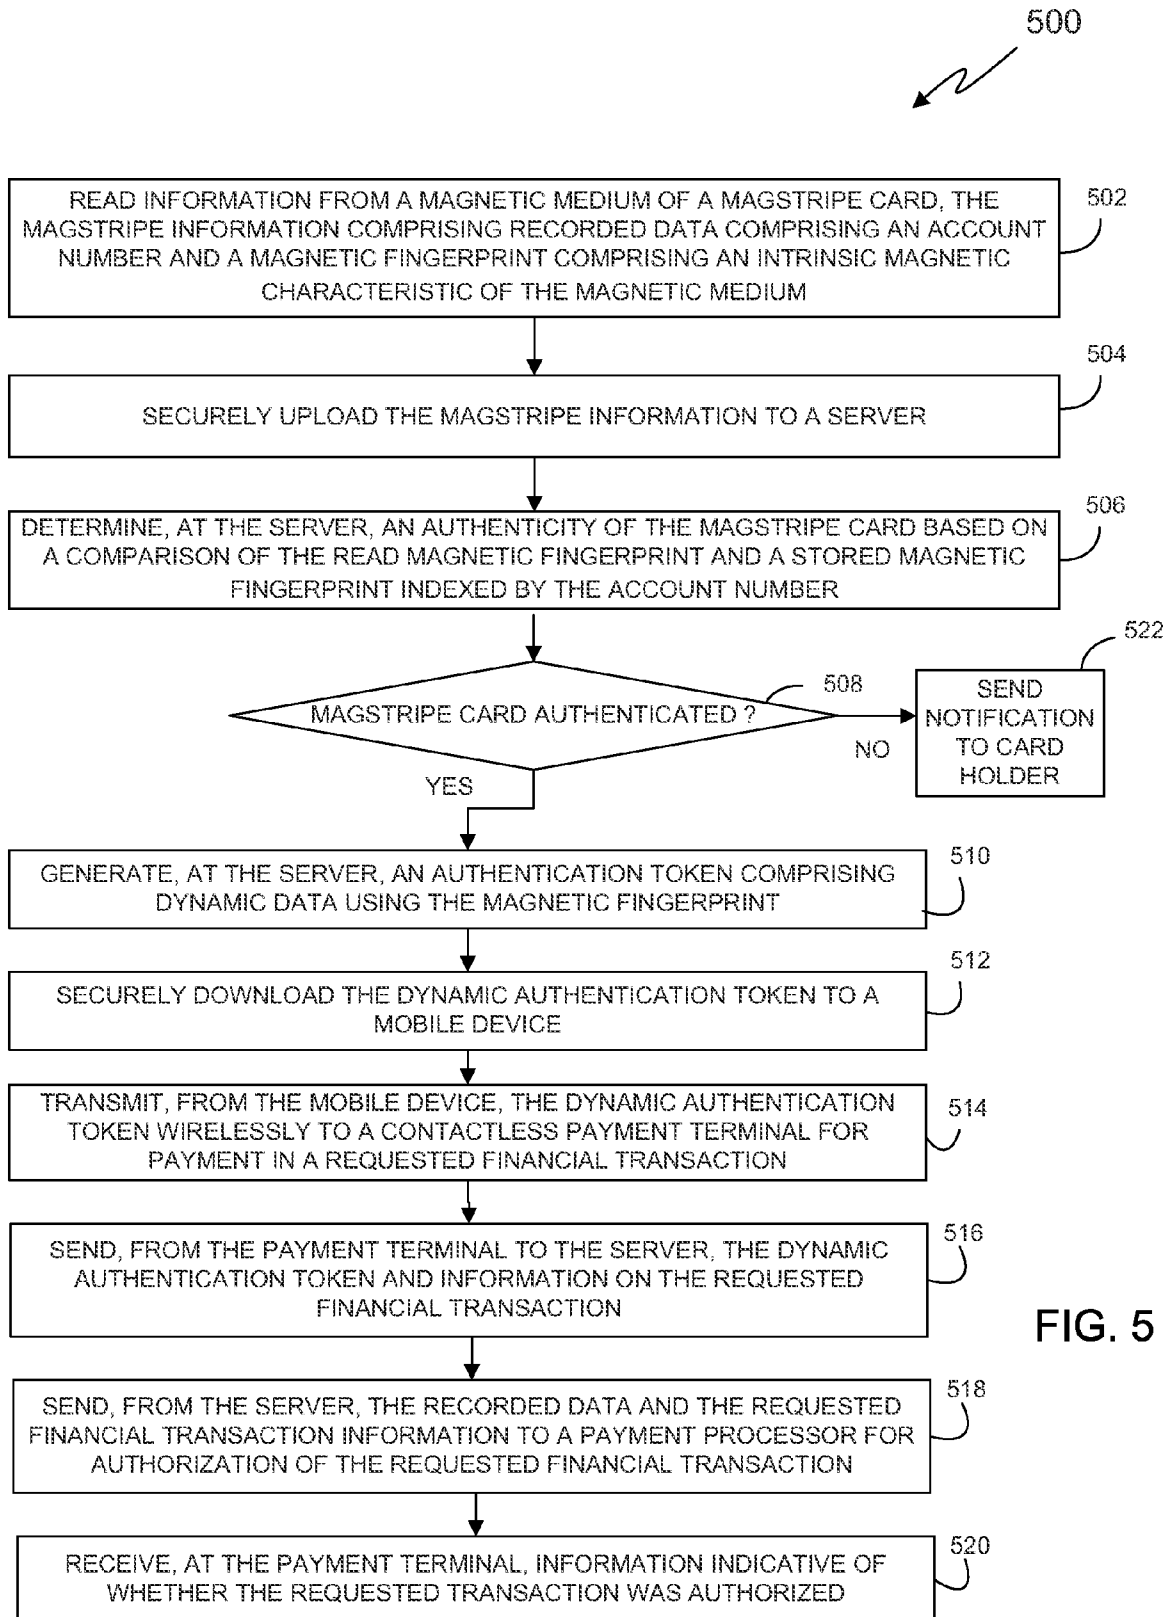 500
READ INFORMATION FROM A MAGNETIC MEDIUM OF A MAGSTRIPE CARD, THE
MAGSTRIPE INFORMATION COMPRISING RECORDED DATA COMPRISING AN ACCOUNT
NUMBER AND A MAGNETIC FINGERPRINT COMPRISING AN INTRINSIC MAGNETIC
CHARACTERISTIC OF THE MAGNETIC MEDIUM
502
SECURELY UPLOAD THE MAGSTRIPE INFORMATION TO A SERVER
504
DETERMINE, AT THE SERVER, AN AUTHENTICITY OF THE MAGSTRIPE CARD BASED ON
A COMPARISON OF THE READ MAGNETIC FINGERPRINT AND A STORED MAGNETIC
FINGERPRINT INDEXED BY THE ACCOUNT NUMBER
506
MAGSTRIPE CARD AUTHENTICATED ?
508
NO
SEND
NOTIFICATION
TO CARD
HOLDER
522
YES
GENERATE, AT THE SERVER, AN AUTHENTICATION TOKEN COMPRISING
DYNAMIC DATA USING THE MAGNETIC FINGERPRINT
510
SECURELY DOWNLOAD THE DYNAMIC AUTHENTICATION TOKEN TO A
MOBILE DEVICE
512
TRANSMIT, FROM THE MOBILE DEVICE, THE DYNAMIC AUTHENTICATION
TOKEN WIRELESSLY TO A CONTACTLESS PAYMENT TERMINAL FOR
PAYMENT IN A REQUESTED FINANCIAL TRANSACTION
514
SEND, FROM THE PAYMENT TERMINAL TO THE SERVER, THE DYNAMIC
AUTHENTICATION TOKEN AND INFORMATION ON THE REQUESTED
FINANCIAL TRANSACTION
516
FIG. 5
SEND, FROM THE SERVER, THE RECORDED DATA AND THE REQUESTED
FINANCIAL TRANSACTION INFORMATION TO A PAYMENT PROCESSOR FOR
AUTHORIZATION OF THE REQUESTED FINANCIAL TRANSACTION
518
RECEIVE, AT THE PAYMENT TERMINAL, INFORMATION INDICATIVE OF
WHETHER THE REQUESTED TRANSACTION WAS AUTHORIZED
520